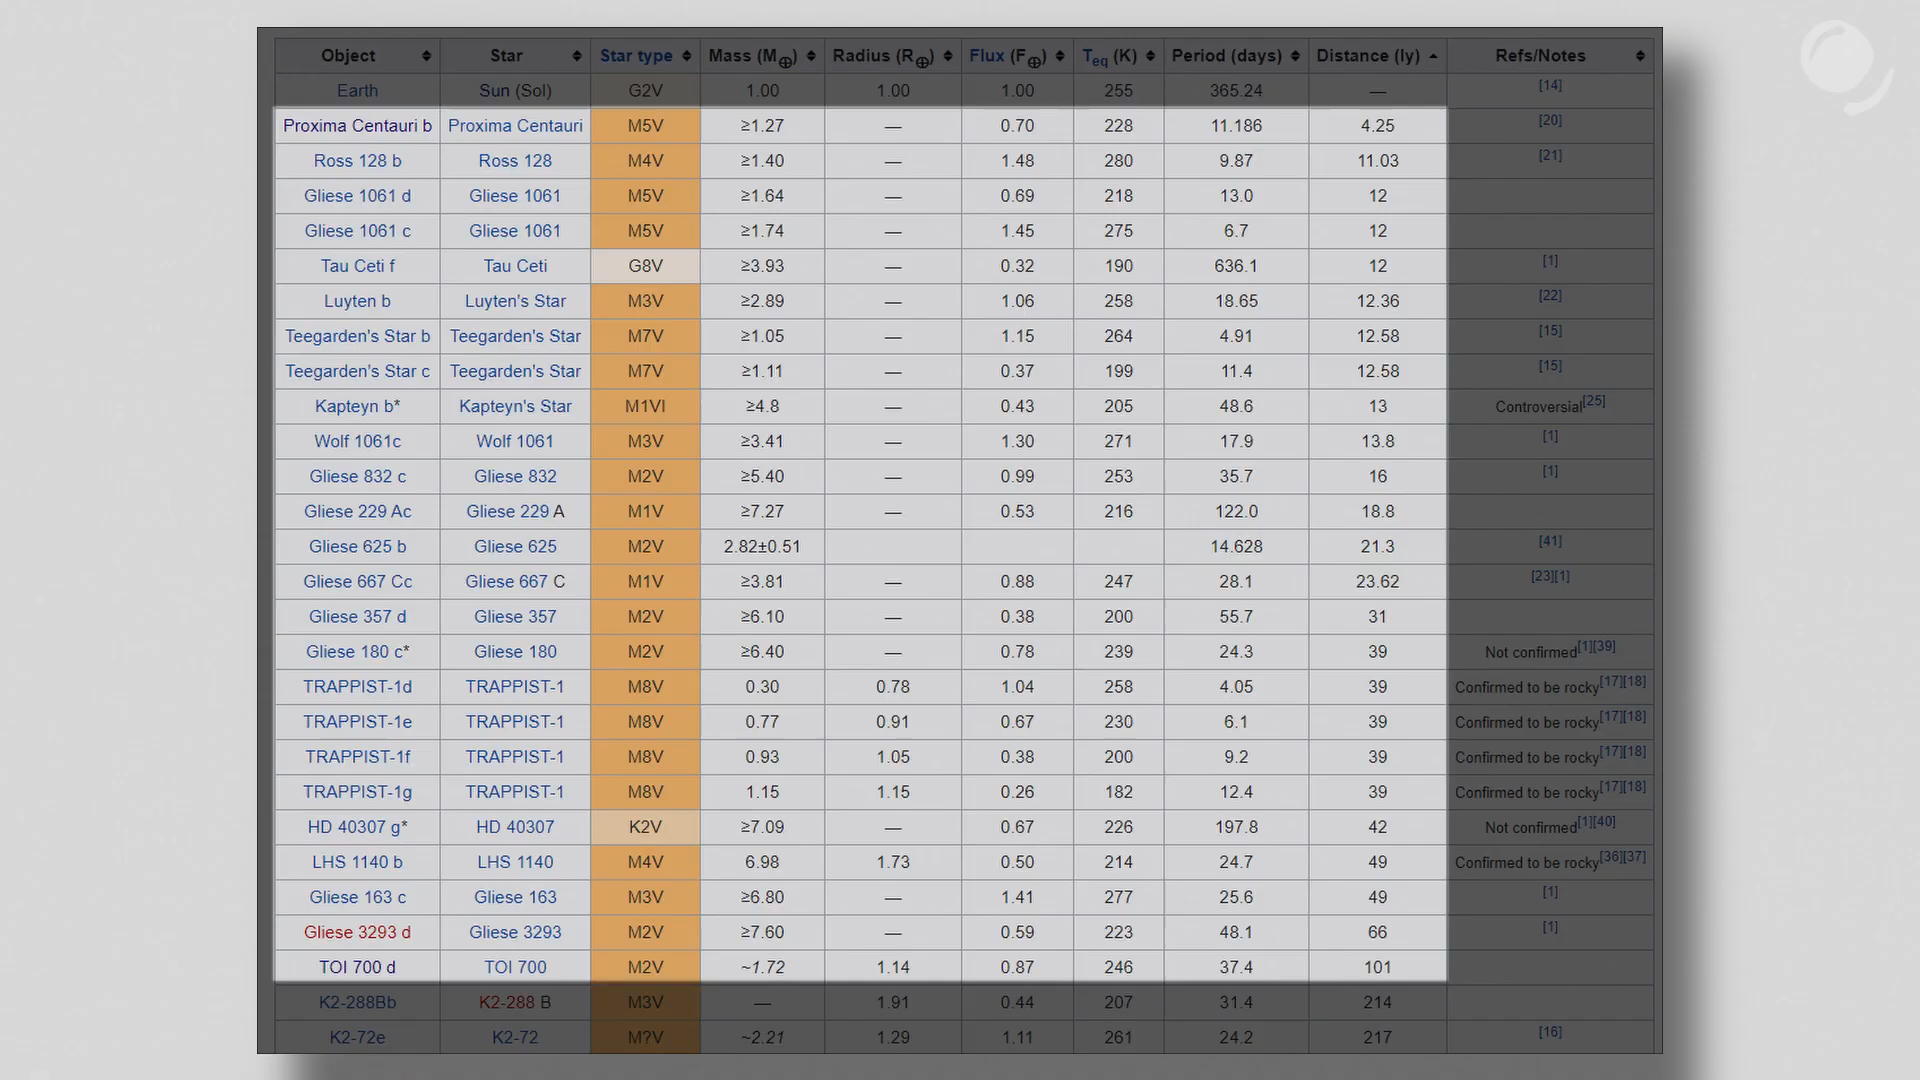 Object Star Star type Mass (M⊕) Radius (R⊕) Flux (F⊕) Teq (K) Period (days) Distance (ly) Refs/Notes
Earth Sun (Sol) G2V 1.00 1.00 1.00 255 365.24 — [14]
Proxima Centauri b Proxima Centauri M5V ≥1.27 — 0.70 228 11.186 4.25 [20]
Ross 128 b Ross 128 M4V ≥1.40 — 1.48 280 9.87 11.03 [21]
Gliese 1061 d Gliese 1061 M5V ≥1.64 — 0.69 218 13.0 12
Gliese 1061 c Gliese 1061 M5V ≥1.74 — 1.45 275 6.7 12
Tau Ceti f Tau Ceti G8V ≥3.93 — 0.32 190 636.1 12 [1]
Luyten b Luyten's Star M3V ≥2.89 — 1.06 258 18.65 12.36 [22]
Teegarden's Star b Teegarden's Star M7V ≥1.05 — 1.15 264 4.91 12.58 [15]
Teegarden's Star c Teegarden's Star M7V ≥1.11 — 0.37 199 11.4 12.58 [15]
Kapteyn b* Kapteyn's Star M1VI ≥4.8 — 0.43 205 48.6 13 Controversial[25]
Wolf 1061c Wolf 1061 M3V ≥3.41 — 1.30 271 17.9 13.8 [1]
Gliese 832 c Gliese 832 M2V ≥5.40 — 0.99 253 35.7 16 [1]
Gliese 229 Ac Gliese 229 A M1V ≥7.27 — 0.53 216 122.0 18.8
Gliese 625 b Gliese 625 M2V 2.82±0.51 14.628 21.3 [41]
Gliese 667 Cc Gliese 667 C M1V ≥3.81 — 0.88 247 28.1 23.62 [23][1]
Gliese 357 d Gliese 357 M2V ≥6.10 — 0.38 200 55.7 31
Gliese 180 c* Gliese 180 M2V ≥6.40 — 0.78 239 24.3 39 Not confirmed[1][39]
TRAPPIST-1d TRAPPIST-1 M8V 0.30 0.78 1.04 258 4.05 39 Confirmed to be rocky[17][18]
TRAPPIST-1e TRAPPIST-1 M8V 0.77 0.91 0.67 230 6.1 39 Confirmed to be rocky[17][18]
TRAPPIST-1f TRAPPIST-1 M8V 0.93 1.05 0.38 200 9.2 39 Confirmed to be rocky[17][18]
TRAPPIST-1g TRAPPIST-1 M8V 1.15 1.15 0.26 182 12.4 39 Confirmed to be rocky[17][18]
HD 40307 g* HD 40307 K2V ≥7.09 — 0.67 226 197.8 42 Not confirmed[1][40]
LHS 1140 b LHS 1140 M4V 6.98 1.73 0.50 214 24.7 49 Confirmed to be rocky[36][37]
Gliese 163 c Gliese 163 M3V ≥6.80 — 1.41 277 25.6 49 [1]
Gliese 3293 d Gliese 3293 M2V ≥7.60 — 0.59 223 48.1 66 [1]
TOI 700 d TOI 700 M2V ~1.72 1.14 0.87 246 37.4 101
K2-288Bb K2-288 B M3V — 1.91 0.44 207 31.4 214
K2-72e K2-72 M?V ~2.21 1.29 1.11 261 24.2 217 [16]